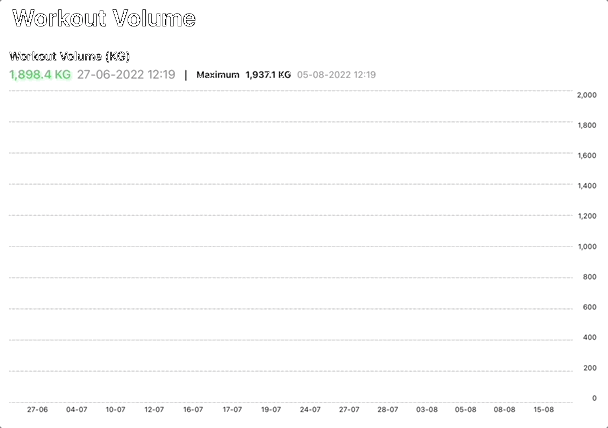 Workout Volume
Workout Volume (KG)
1,898.4 KG 27-06-2022 12:19 | Maximum 1,937.1 KG 05-08-2022 12:19
2,000
1,800
1,600
1,400
1,200
1,000
800
600
400
200
0
27-06 04-07 10-07 12-07 16-07 17-07 19-07 24-07 27-07 28-07 03-08 05-08 08-08 15-08